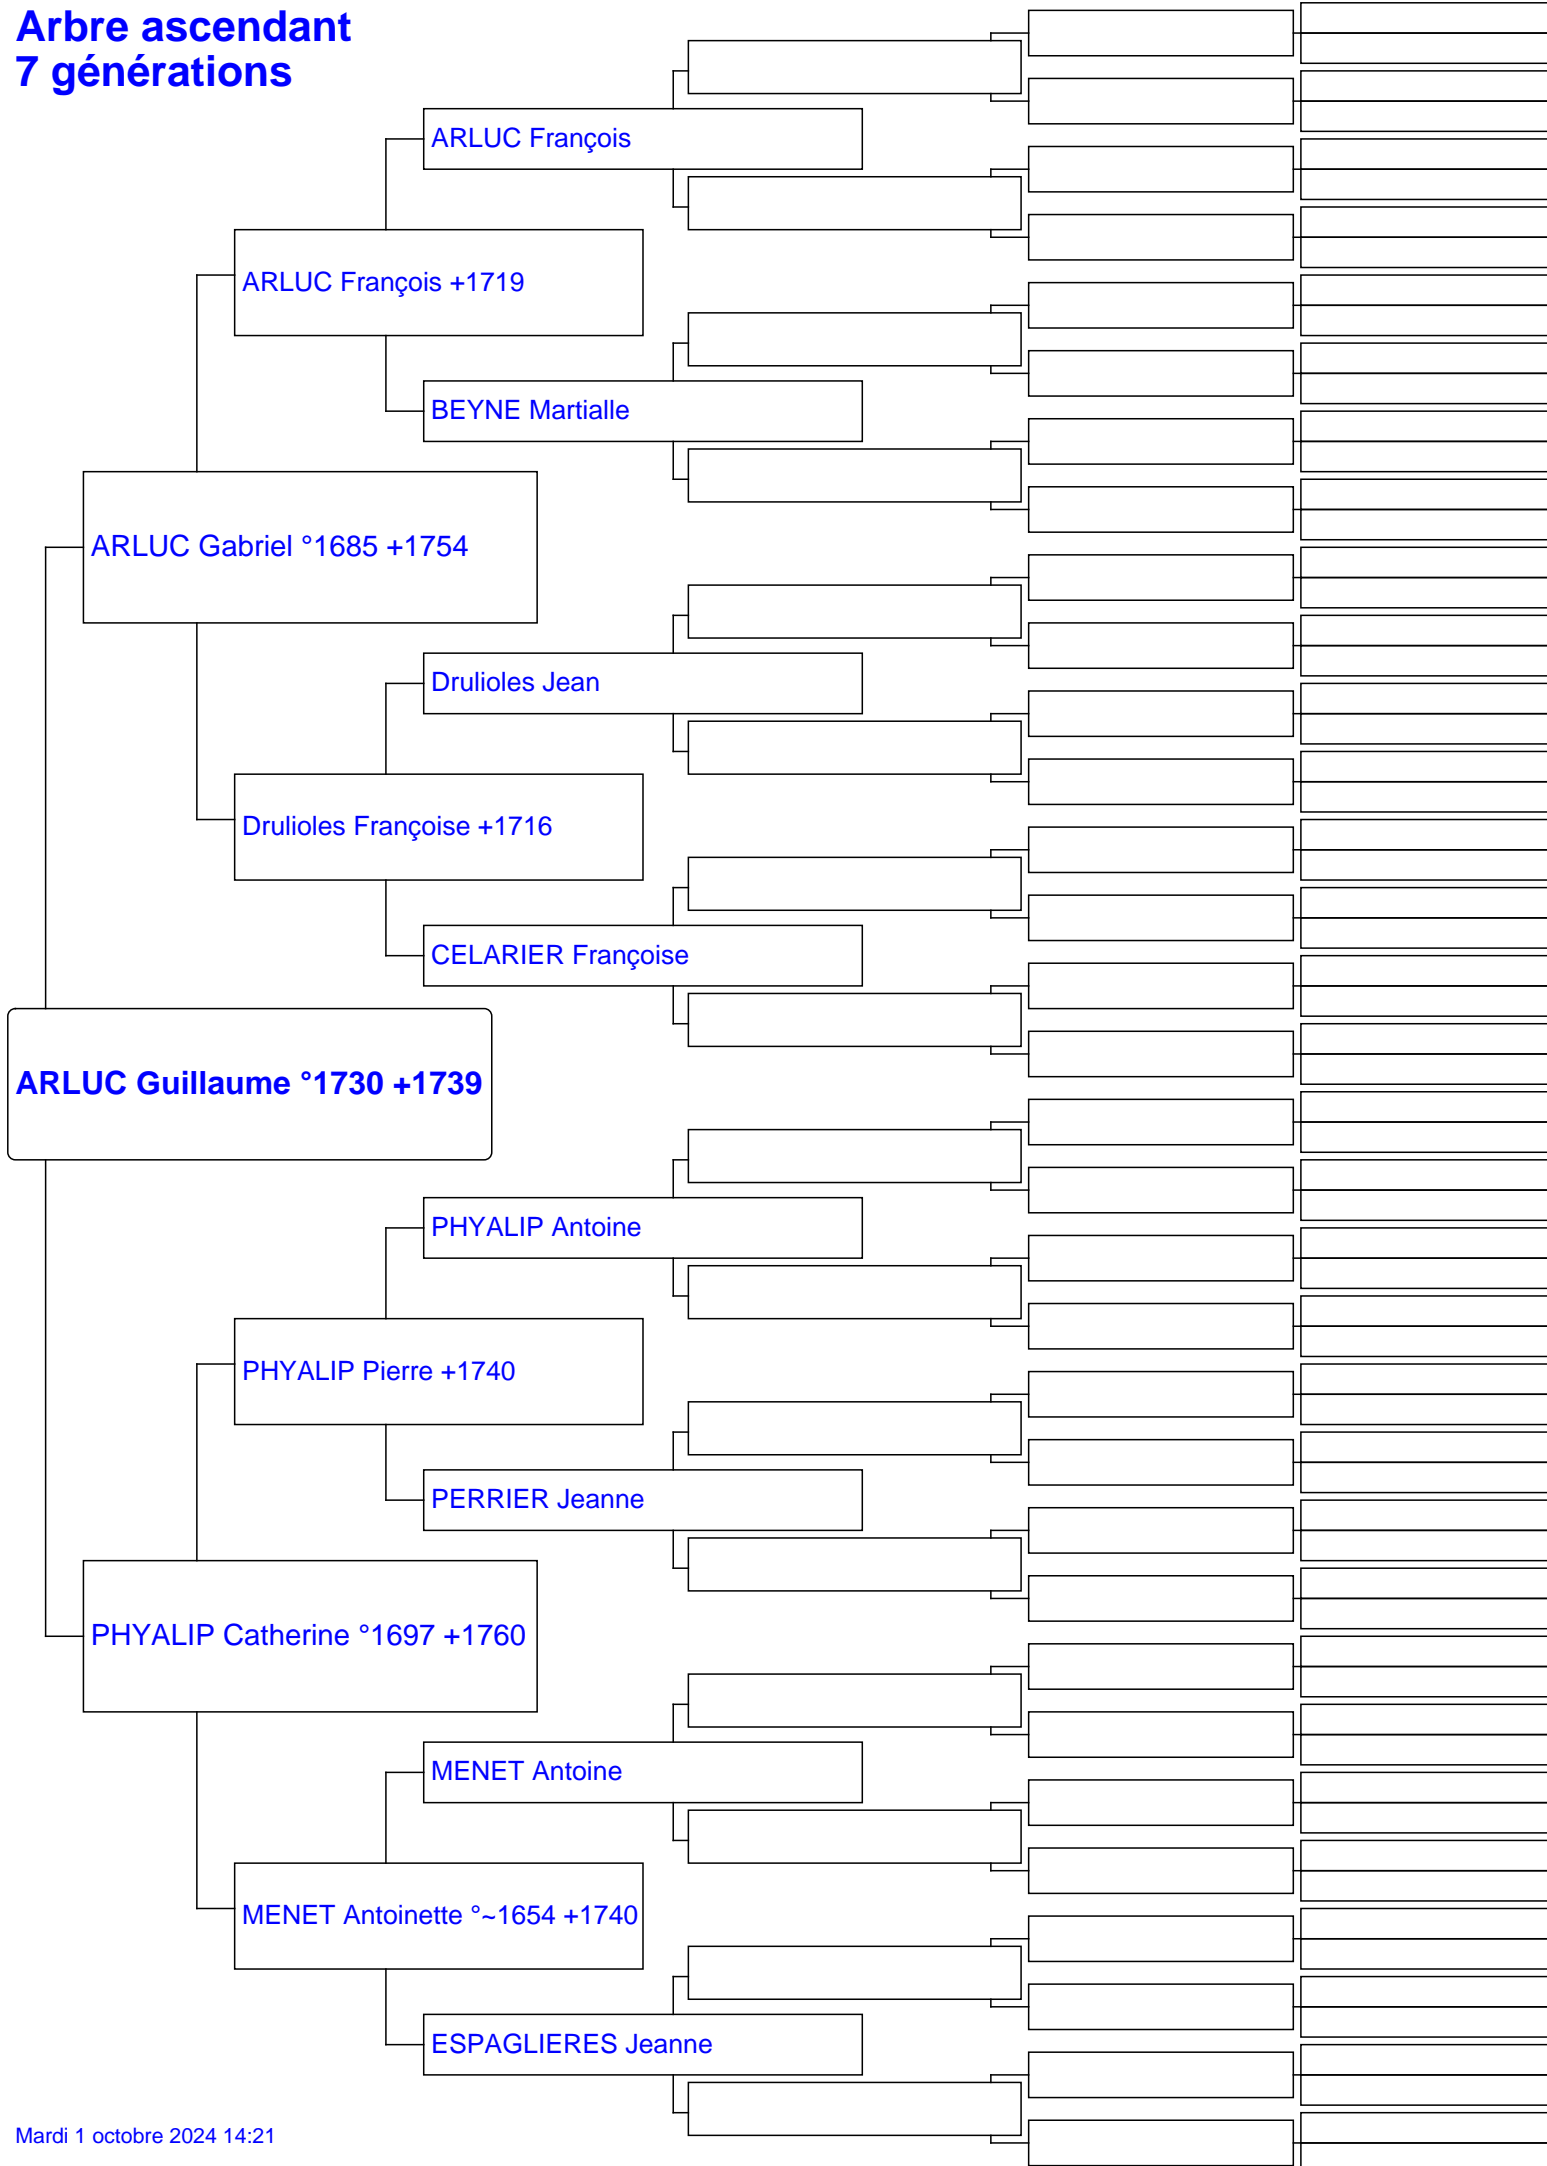 Arbre ascendant
7 générations
ARLUC François
ARLUC François +1719
BEYNE Martialle
ARLUC Gabriel °1685 +1754
Drulioles Jean
Drulioles Françoise +1716
CELARIER Françoise
ARLUC Guillaume °1730 +1739
PHYALIP Antoine
PHYALIP Pierre +1740
PERRIER Jeanne
PHYALIP Catherine °1697 +1760
MENET Antoine
MENET Antoinette °~1654 +1740
ESPAGLIERES Jeanne
Mardi 1 octobre 2024 14:21